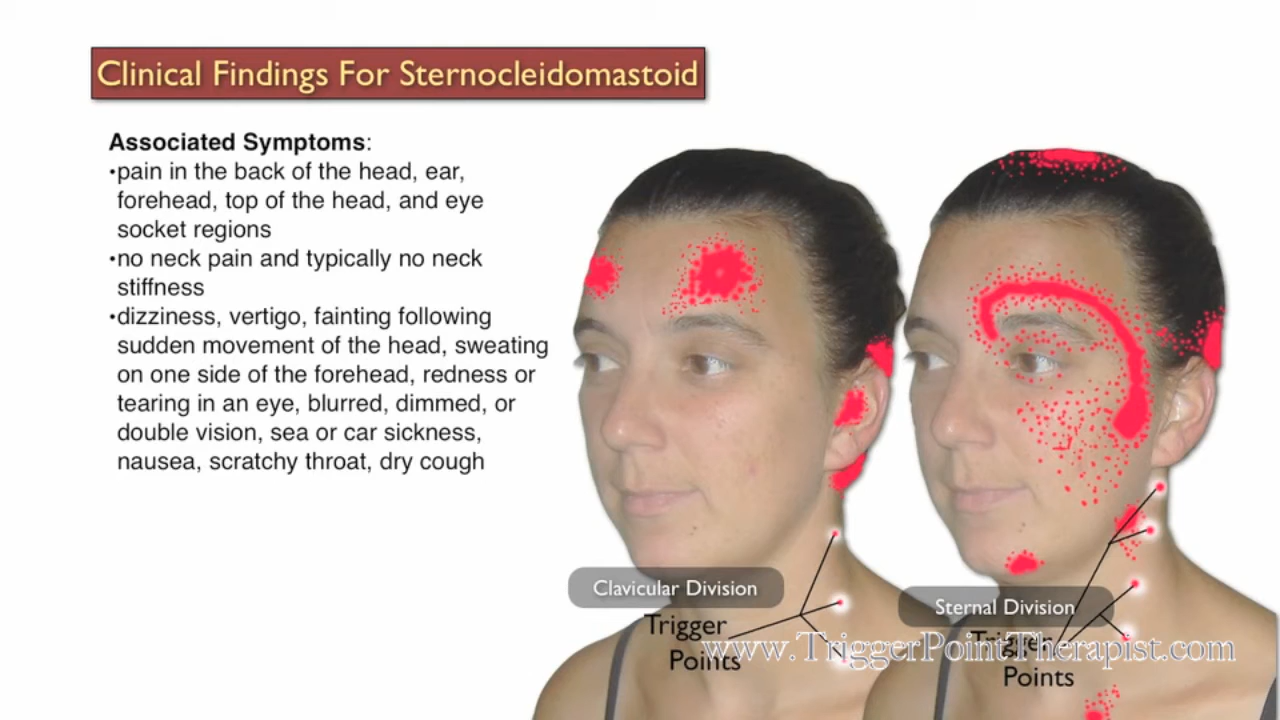 Clinical Findings For Sternocleidomastoid
Associated Symptoms:
•pain in the back of the head, ear,
forehead, top of the head, and eye
socket regions
•no neck pain and typically no neck
stiffness
•dizziness, vertigo, fainting following
sudden movement of the head, sweating
on one side of the forehead, redness or
tearing in an eye, blurred, dimmed, or
double vision, sea or car sickness,
nausea, scratchy throat, dry cough
Clavicular Division
Trigger
Points
Sternal Division
Trigger
Points
www.TriggerPointTherapist.com